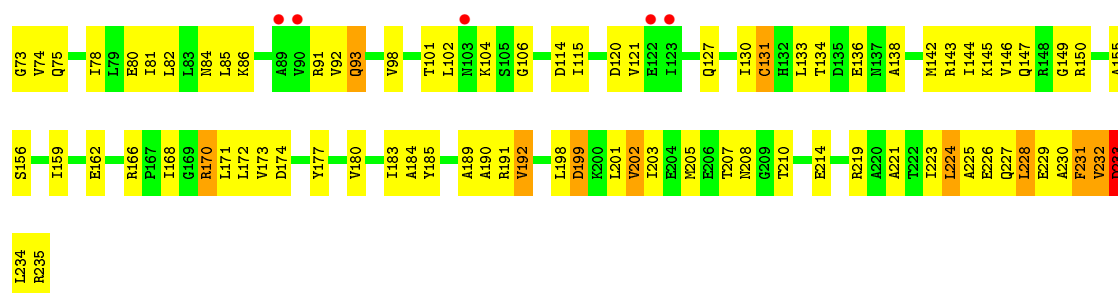 G73 V74 Q75 I78 L79 E80 I81 L82 L83 N84 L85 K86 A89 V90 R91 V92 Q93 V98 T101 L102 N103 K104 S105 G106 D114 I115 D120 V121 E122 I123 Q127 I130 C131 H132 L133 T134 D135 E136 N137 A138 M142 R143 I144 K145 V146 Q147 R148 G149 R150 A155
S156 I159 E162 R166 P167 I168 G169 R170 L171 L172 V173 D174 Y177 V180 I183 A184 Y185 A189 A190 R191 V192 L198 D199 K200 L201 V202 I203 E204 M205 E206 T207 N208 G209 T210 E214 R219 A220 A221 T222 I223 L224 A225 E226 Q227 L228 E229 A230 F231 V232 D233
L234 R235